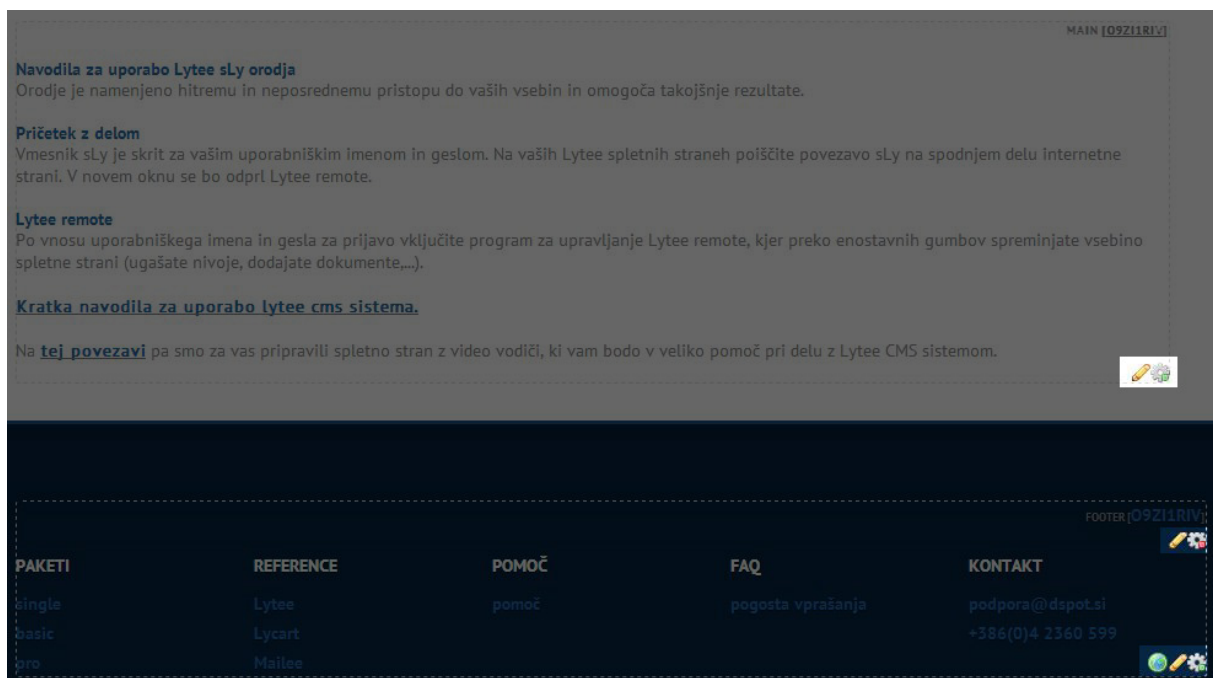 MAIN [O9ZI1RIV]
Navodila za uporabo Lytee sLy orodja
Orodje je namenjeno hitremu in neposrednemu pristopu do vaših vsebin in omogoča takojšnje rezultate.
Pričetek z delom
Vmesnik sLy je skrit za vašim uporabniškim imenom in geslom. Na vaših Lytee spletnih straneh poiščite povezavo sLy na spodnjem delu internetne
strani. V novem oknu se bo odprl Lytee remote.
Lytee remote
Po vnosu uporabniškega imena in gesla za prijavo vključite program za upravljanje Lytee remote, kjer preko enostavnih gumbov spreminjate vsebino
spletne strani (ugašate nivoje, dodajate dokumente,...).
Kratka navodila za uporabo lytee cms sistema.
Na tej povezavi pa smo za vas pripravili spletno stran z video vodiči, ki vam bodo v veliko pomoč pri delu z Lytee CMS sistemom.
FOOTER [O9ZI1RIV]
PAKETI REFERENCE POMOČ FAQ KONTAKT
single Lytee pomoč pogosta vprašanja podpora@dspot.si
basic Lycart +386(0)4 2360 599
pro Mailee